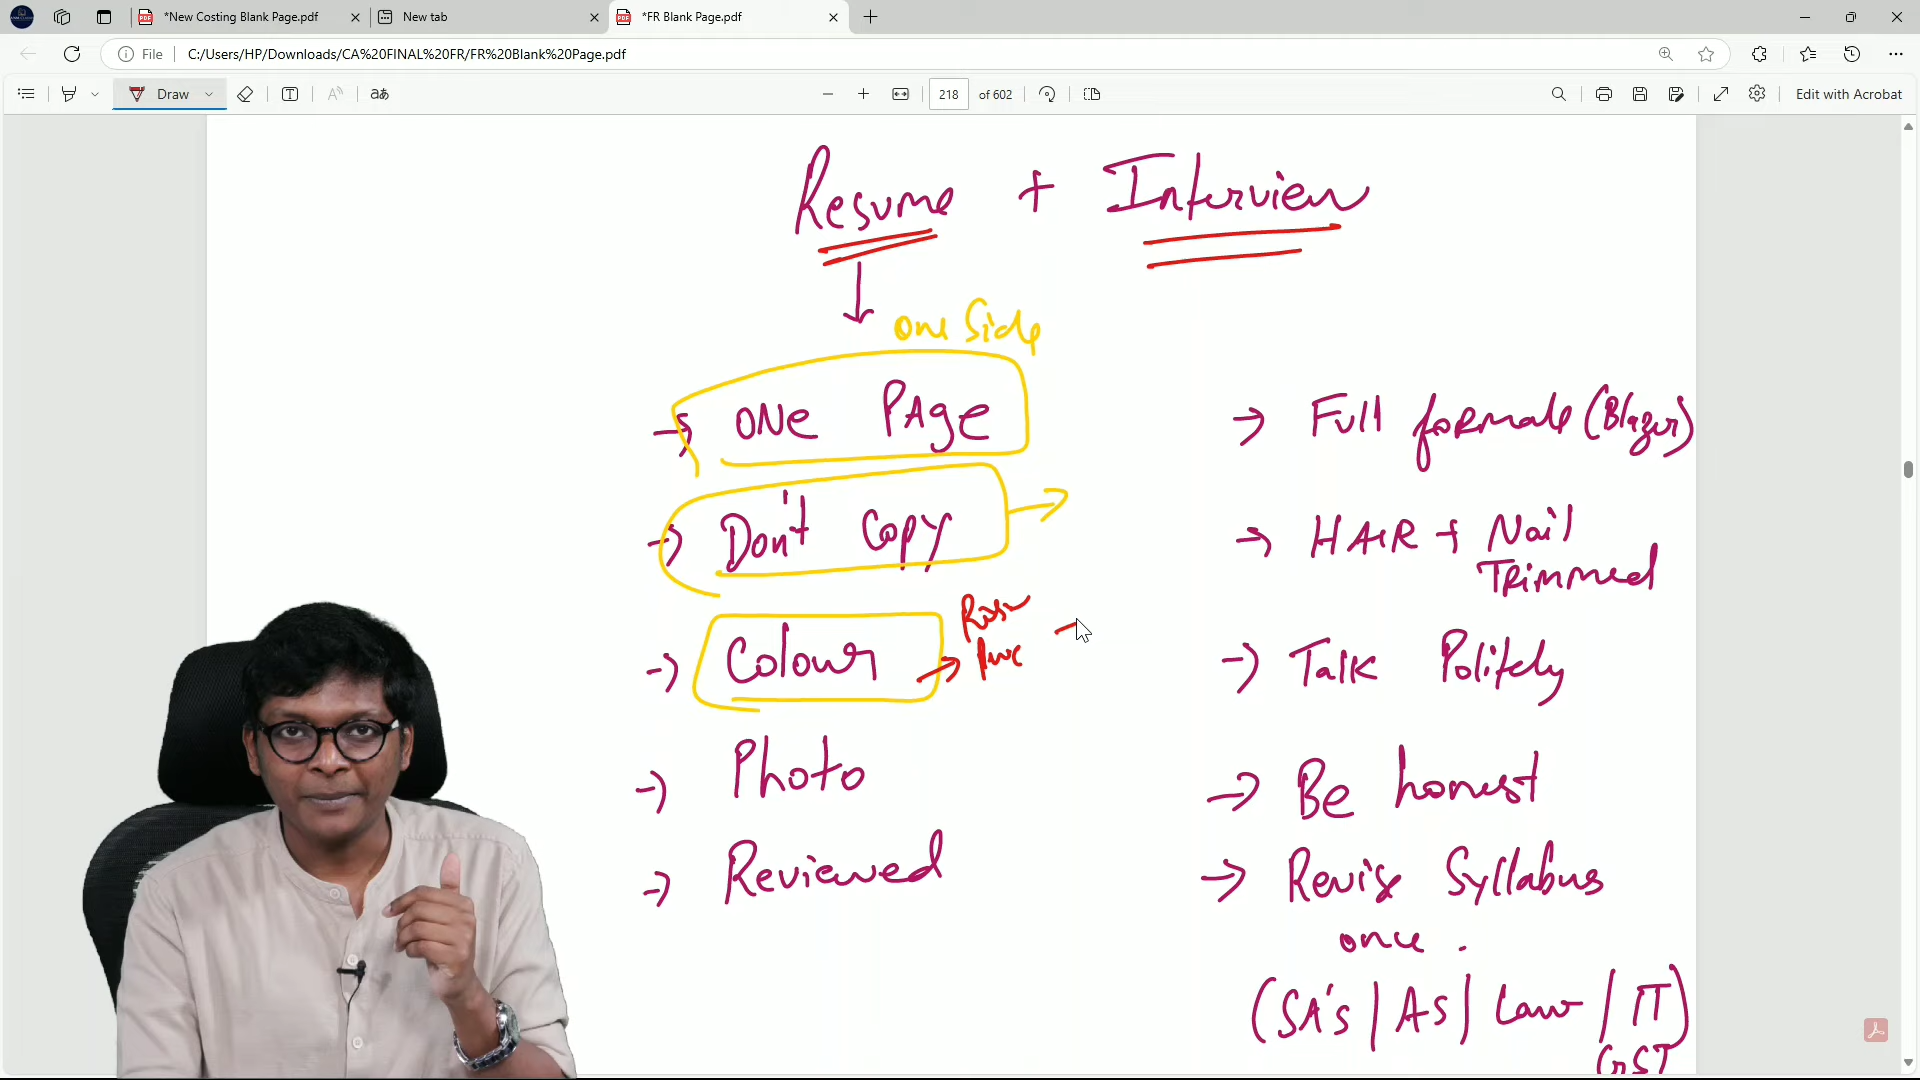 *New Costing Blank Page.pdf
New tab
*FR Blank Page.pdf
File
C:/Users/HP/Downloads/CA%20FINAL%20FR/FR%20Blank%20Page.pdf
Draw
aあ
218 of 602
Edit with Acrobat
Resume + Interview
one Side
→ ONE PAge
→ Don't Copy
→ Colour
→ Photo
→ Reviewed
→ Full formals (Blazer)
→ HAIR + Nail
Trimmed
→ Talk Politely
→ Be honest
→ Revise Syllabus
once .
(SA's | AS | Law / IT)
GST